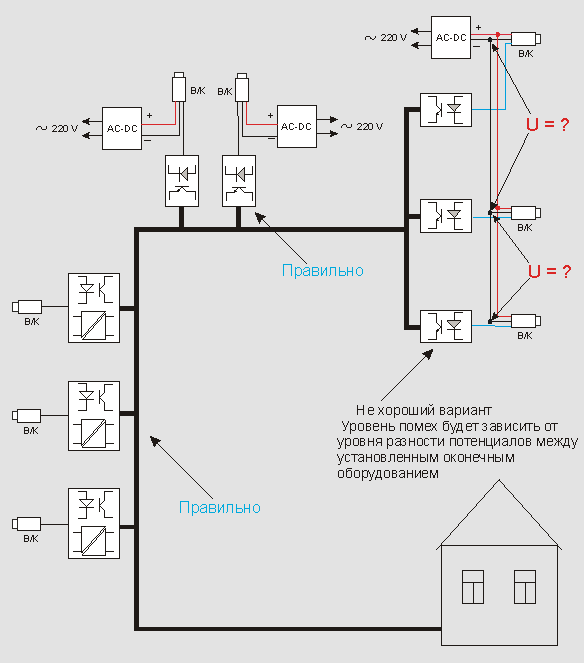 ~ 220 V
AC-DC
+
–
В/К
U = ?
В/К
U = ?
В/К
В/К
В/К
~ 220 V
AC-DC
+
–
+
–
AC-DC
~ 220 V
Правильно
В/К
В/К
В/К
Правильно
Не хороший вариант
Уровень помех будет зависить от
уровня разности потенциалов между
установленным оконечным
оборудованием